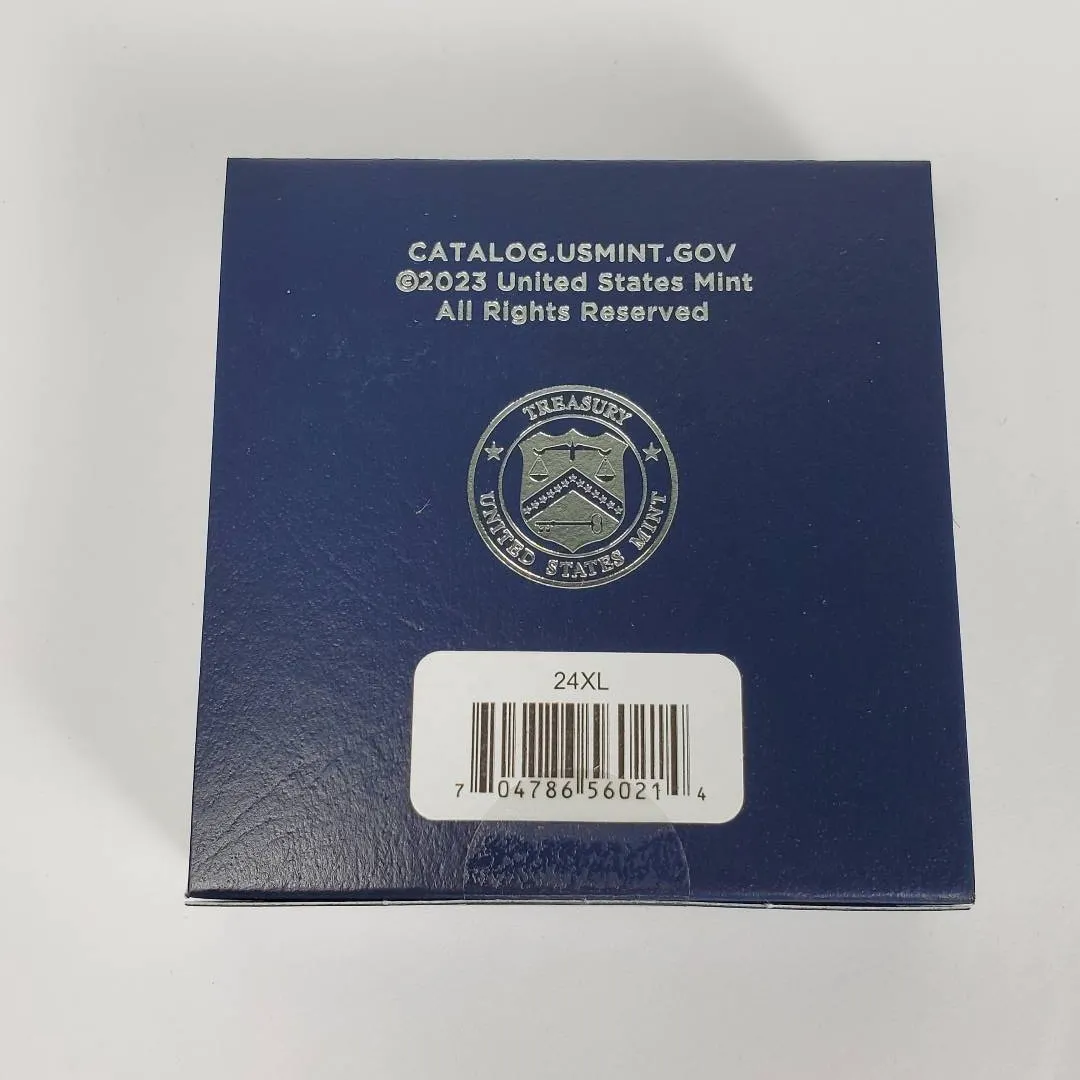 CATALOG.USMINT.GOV
©2023 United States Mint
All Rights Reserved
TREASURY
UNITED STATES MINT
24XL
7 04786 56021 4